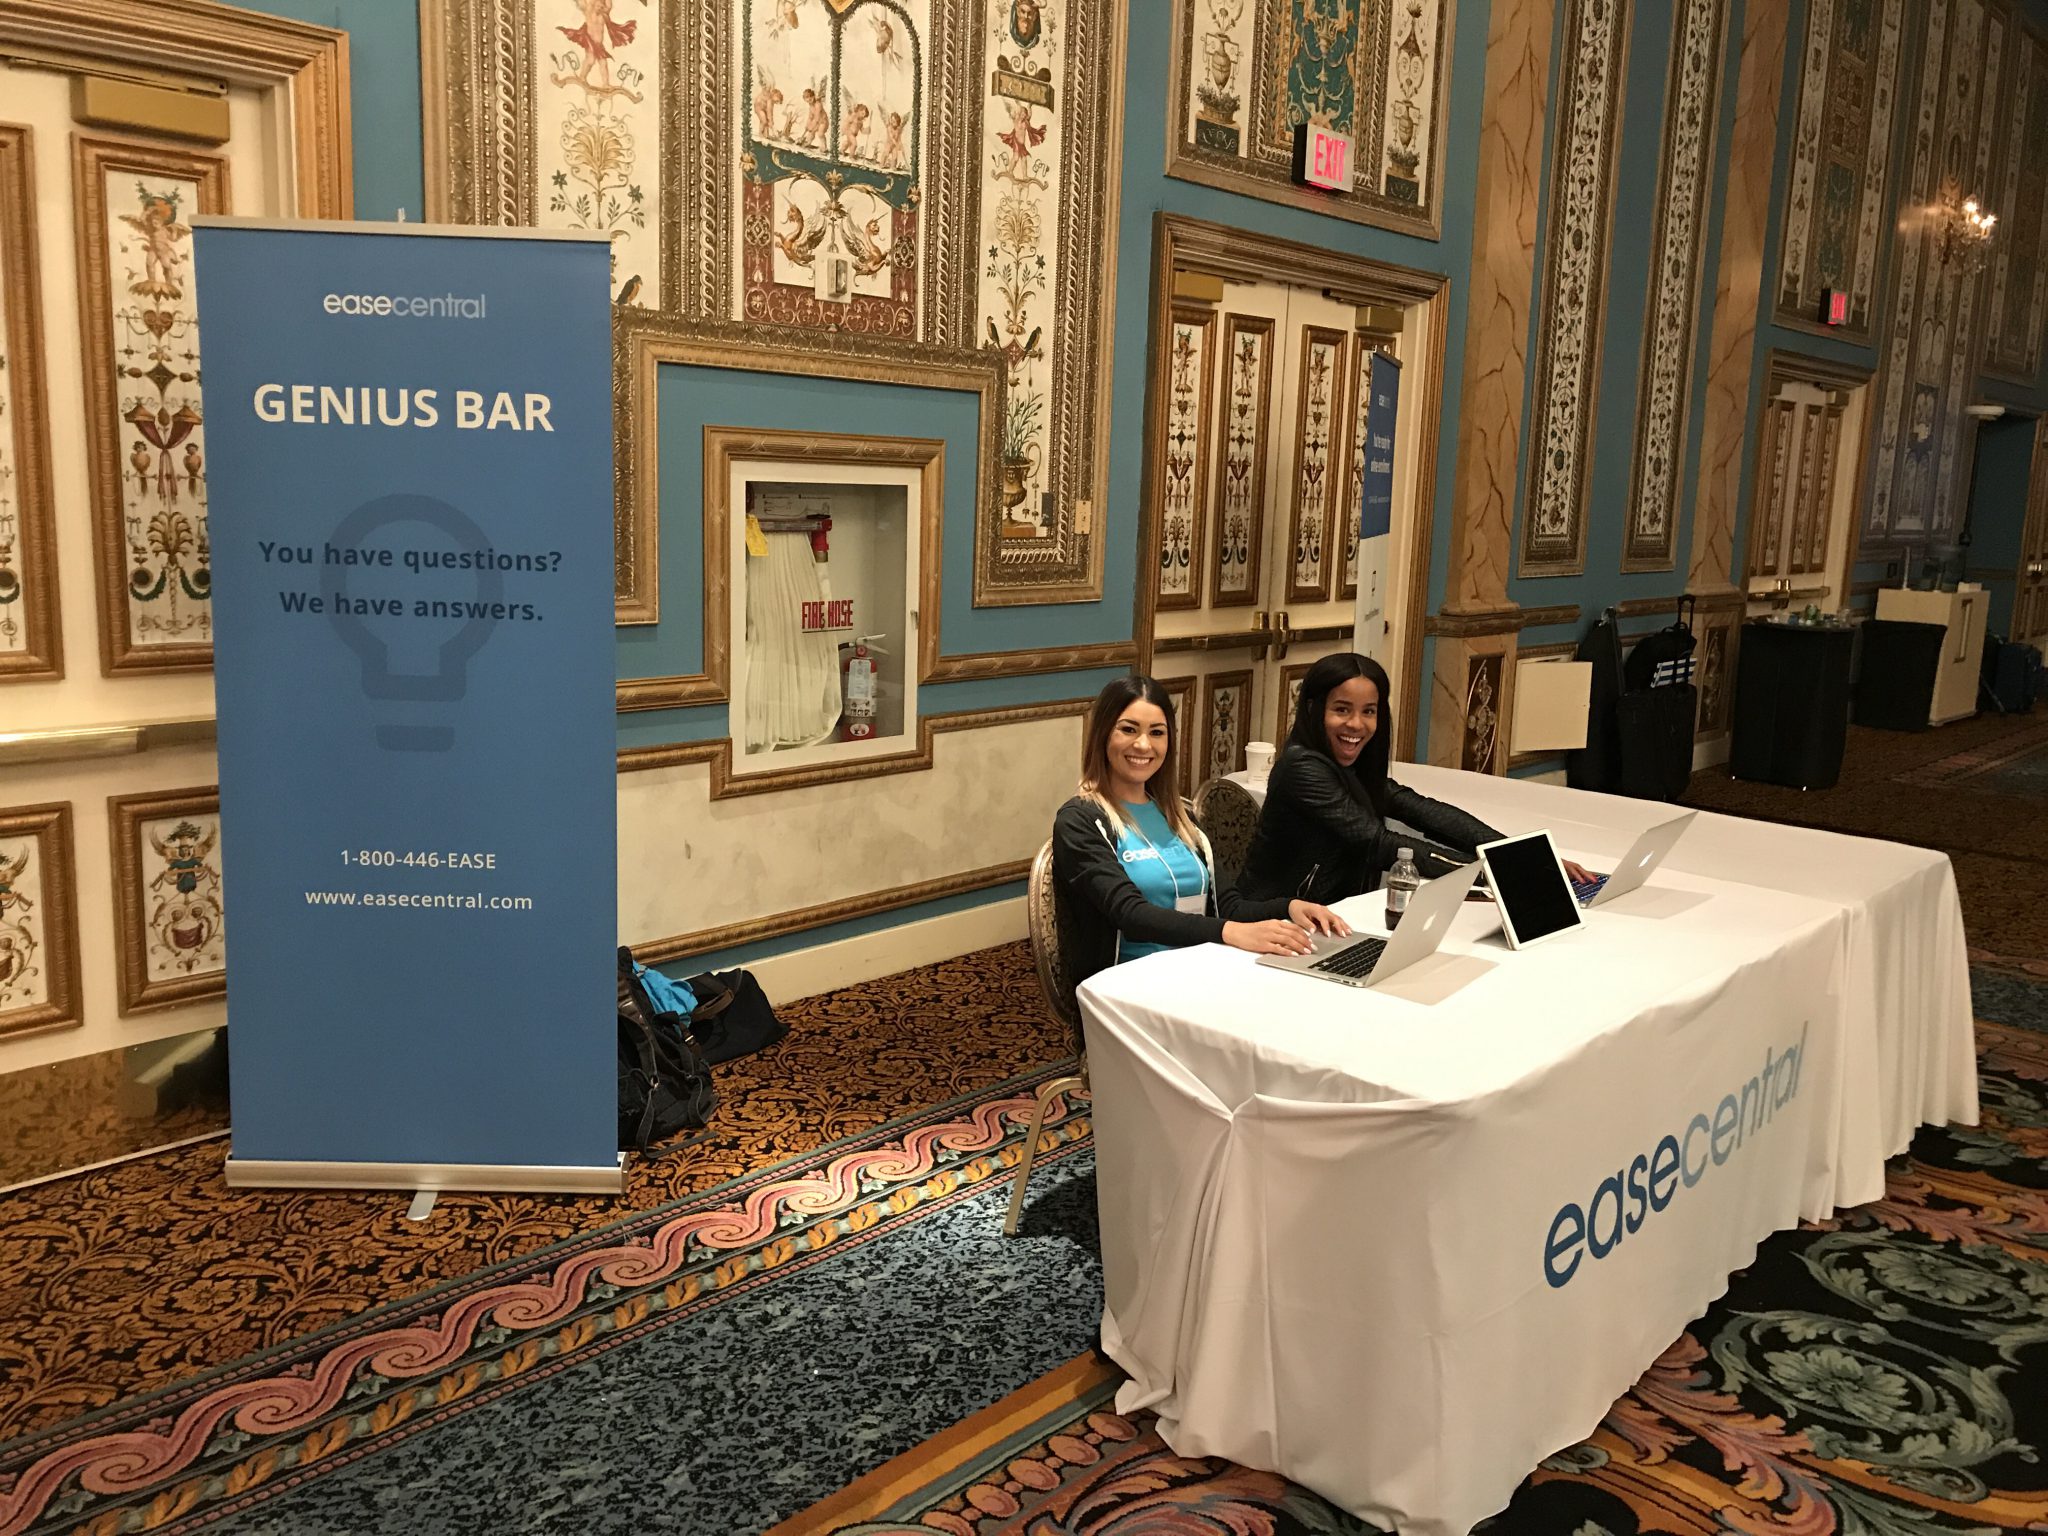 easecentral
GENIUS BAR
You have questions?
We have answers.
1-800-446-EASE
www.easecentral.com
FIRE HOSE
EXIT
EXIT
easecentral